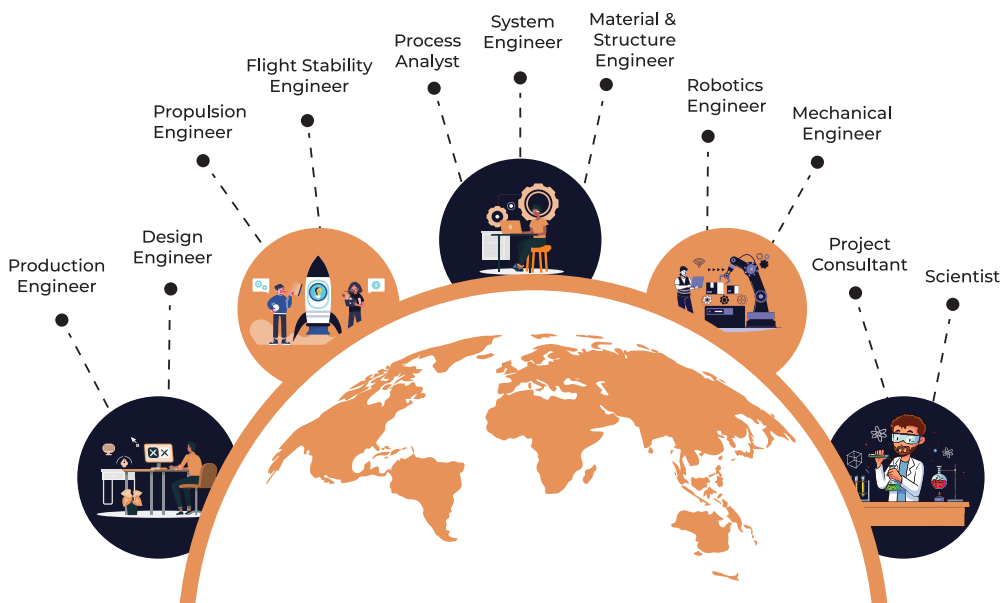 Production
Engineer
Design
Engineer
Propulsion
Engineer
Flight Stability
Engineer
Process
Analyst
System
Engineer
Material &
Structure
Engineer
Robotics
Engineer
Mechanical
Engineer
Project
Consultant
Scientist